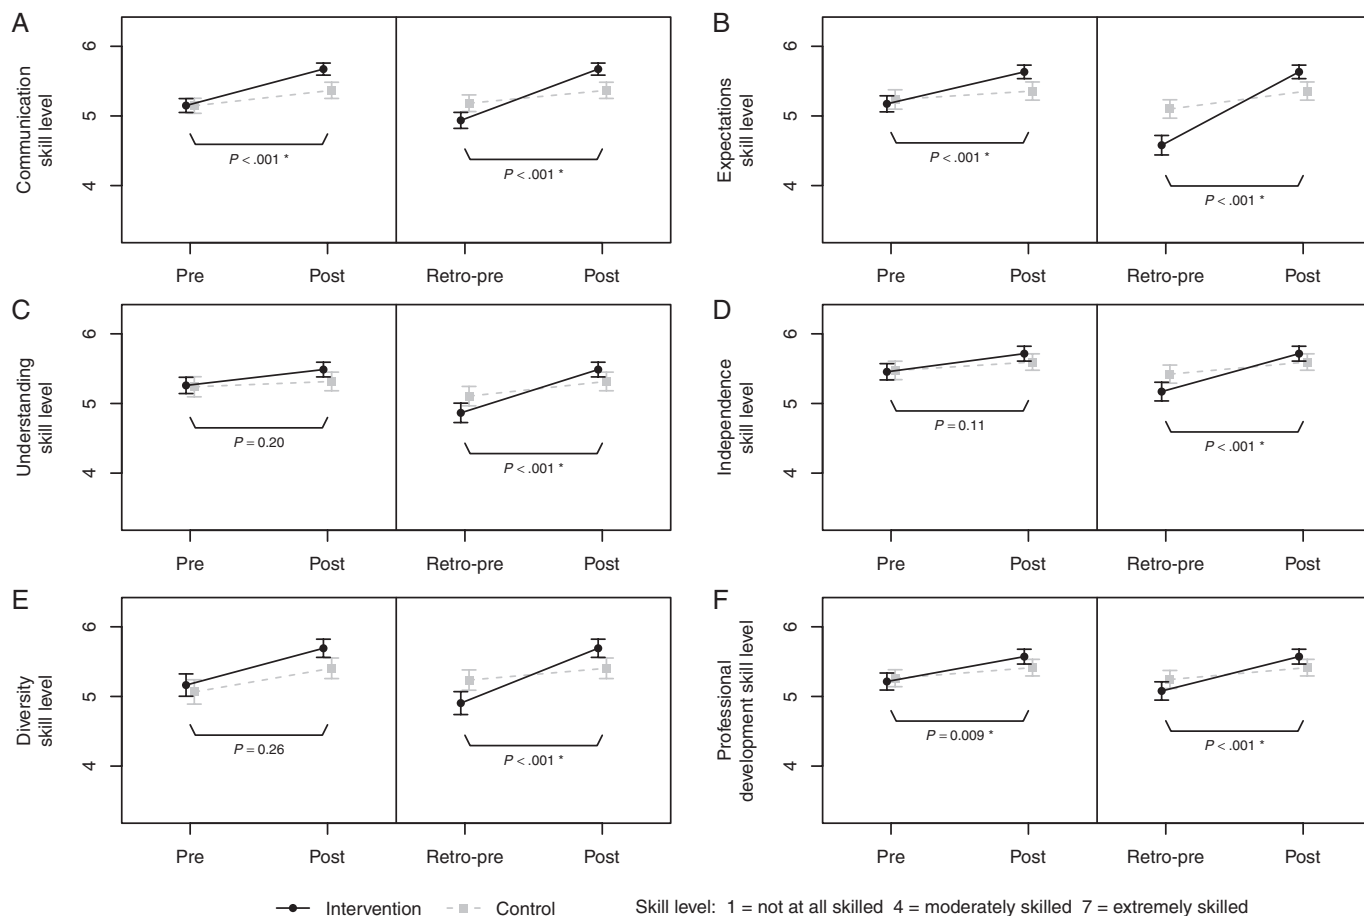 A
Communication
skill level
6
5
4
P < .001 *
P < .001 *
Pre
Post
Retro-pre
Post
B
Expectations
skill level
6
5
4
P < .001 *
P < .001 *
Pre
Post
Retro-pre
Post
C
Understanding
skill level
6
5
4
P = 0.20
P < .001 *
Pre
Post
Retro-pre
Post
D
Independence
skill level
6
5
4
P = 0.11
P < .001 *
Pre
Post
Retro-pre
Post
E
Diversity
skill level
6
5
4
P = 0.26
P < .001 *
Pre
Post
Retro-pre
Post
F
Professional
development skill level
6
5
4
P = 0.009 *
P < .001 *
Pre
Post
Retro-pre
Post
Intervention Control Skill level: 1 = not at all skilled 4 = moderately skilled 7 = extremely skilled